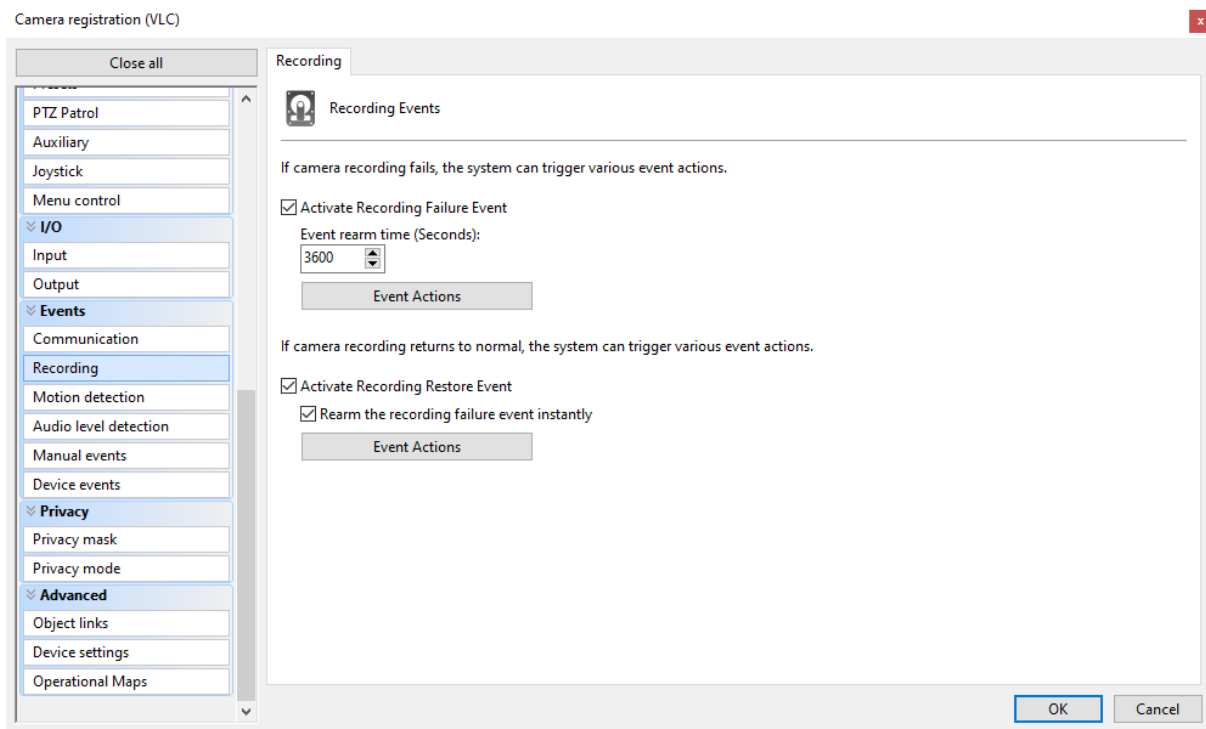 Camera registration (VLC)
x
Close all
PTZ Patrol
Auxiliary
Joystick
Menu control
I/O
Input
Output
Events
Communication
Recording
Motion detection
Audio level detection
Manual events
Device events
Privacy
Privacy mask
Privacy mode
Advanced
Object links
Device settings
Operational Maps
Recording
Recording Events
If camera recording fails, the system can trigger various event actions.
Activate Recording Failure Event
Event rearm time (Seconds):
3600
Event Actions
If camera recording returns to normal, the system can trigger various event actions.
Activate Recording Restore Event
Rearm the recording failure event instantly
Event Actions
OK
Cancel